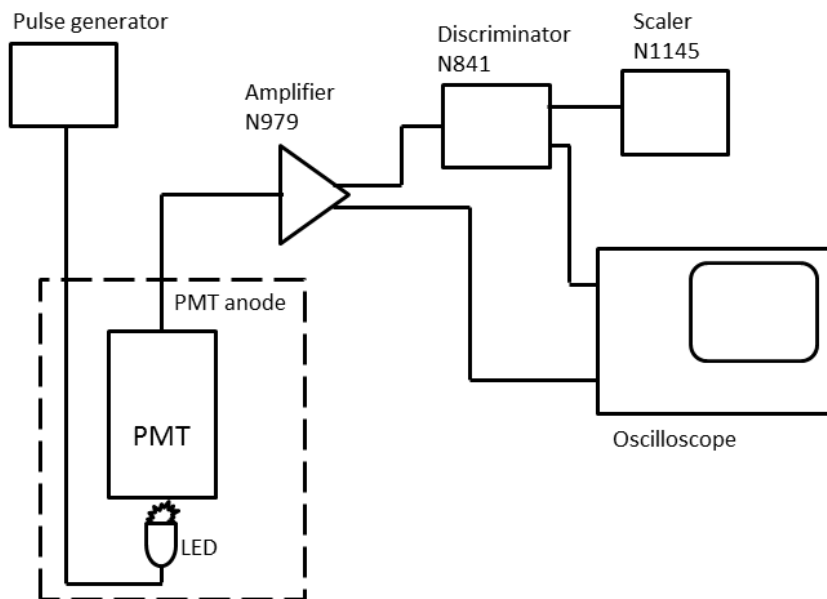 Pulse generator
Discriminator
N841
Scaler
N1145
Amplifier
N979
PMT anode
PMT
LED
Oscilloscope